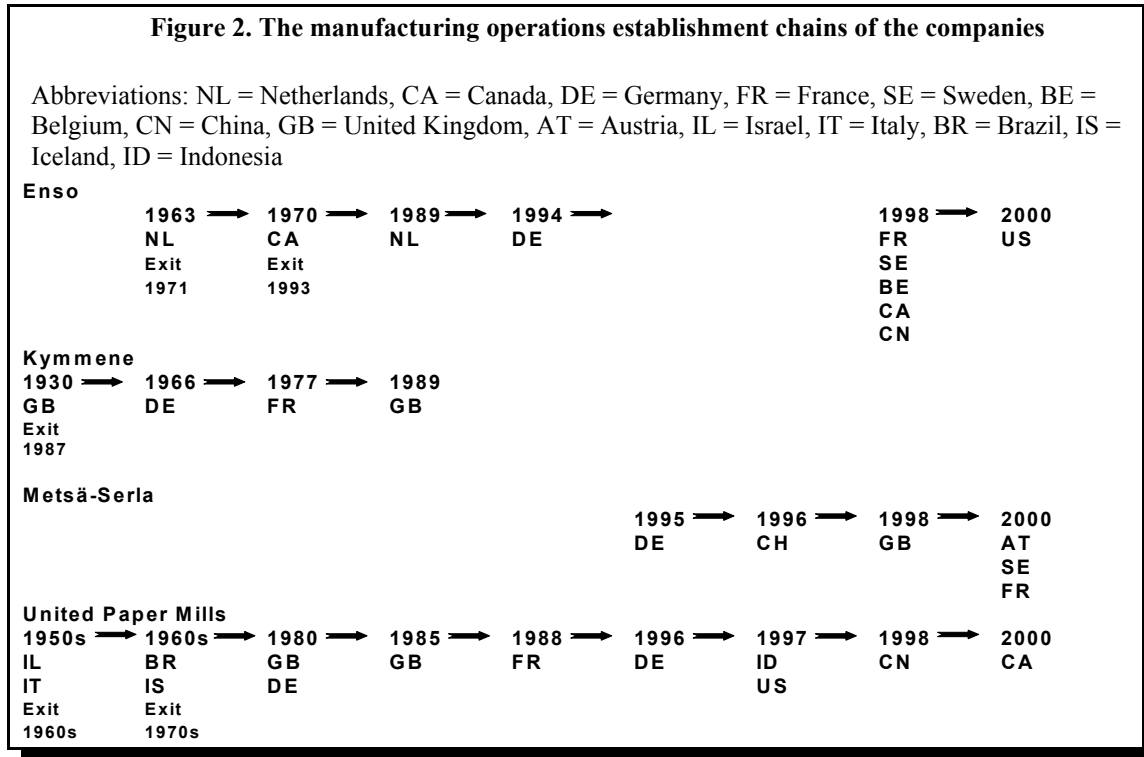 Figure 2. The manufacturing operations establishment chains of the companies
Abbreviations: NL = Netherlands, CA = Canada, DE = Germany, FR = France, SE = Sweden, BE =
Belgium, CN = China, GB = United Kingdom, AT = Austria, IL = Israel, IT = Italy, BR = Brazil, IS =
Iceland, ID = Indonesia
Enso
1963 1970 1989 1994 1998 2000
NL CA NL DE FR US
Exit Exit SE
1971 1993 BE
CA
CN
Kymmene
1930 1966 1977 1989
GB DE FR GB
Exit
1987
Metsä-Serla
1995 1996 1998 2000
DE CH GB AT
SE
FR
United Paper Mills
1950s 1960s 1980 1985 1988 1996 1997 1998 2000
IL BR GB GB FR DE ID CN CA
IT IS DE US
Exit Exit
1960s 1970s